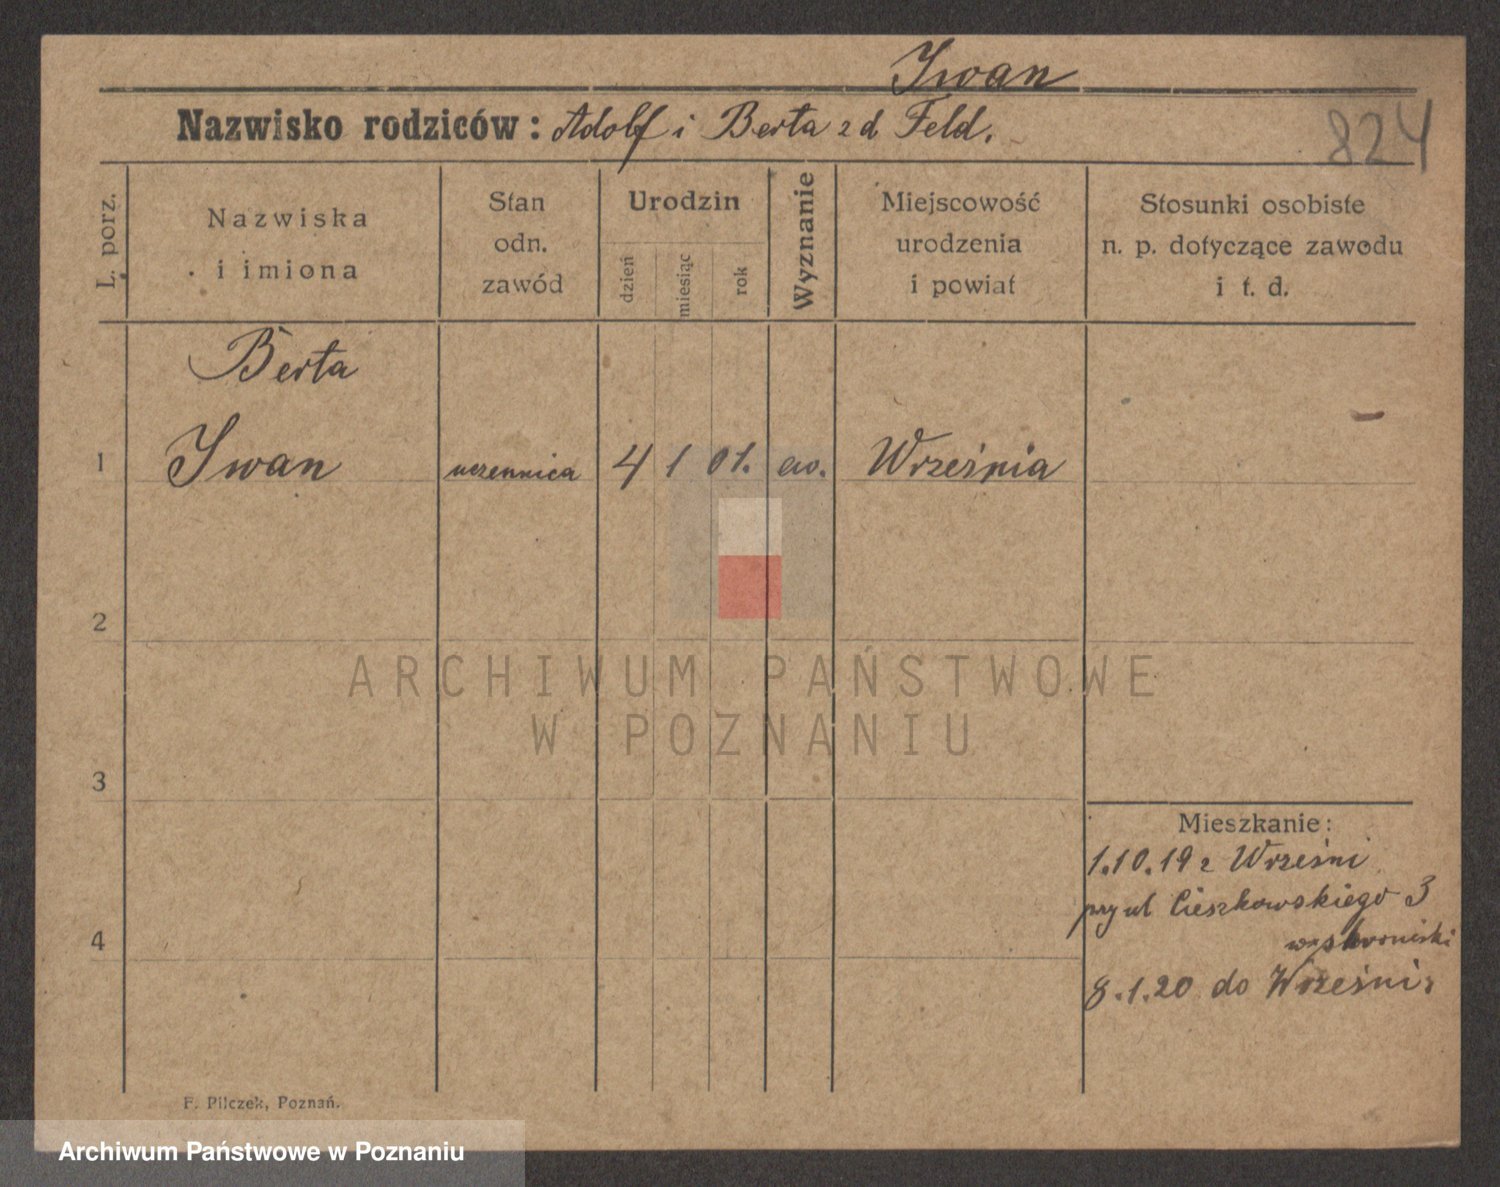 Iwan
Nazwisko rodziców: Adolf i Berta z d Feld.
824
L. porz.
Nazwiska
i imiona
Stan
odn.
zawód
Urodzin
dzień
miesiąc
rok
Wyznanie
Miejscowość
urodzenia
i powiat
Stosunki osobiste
n. p. dotyczące zawodu
i t. d.
Berta
1 Iwan uczennica 4 1 01. ew. Września
2
3
4
Mieszkanie:
1.10.19 z Wrześni
przy ul Cieszkowskiego 3
8.1.20 do Wrześni
F. Pilczek, Poznań.
ARCHIWUM PAŃSTWOWE
W POZNANIU
Archiwum Państwowe w Poznaniu